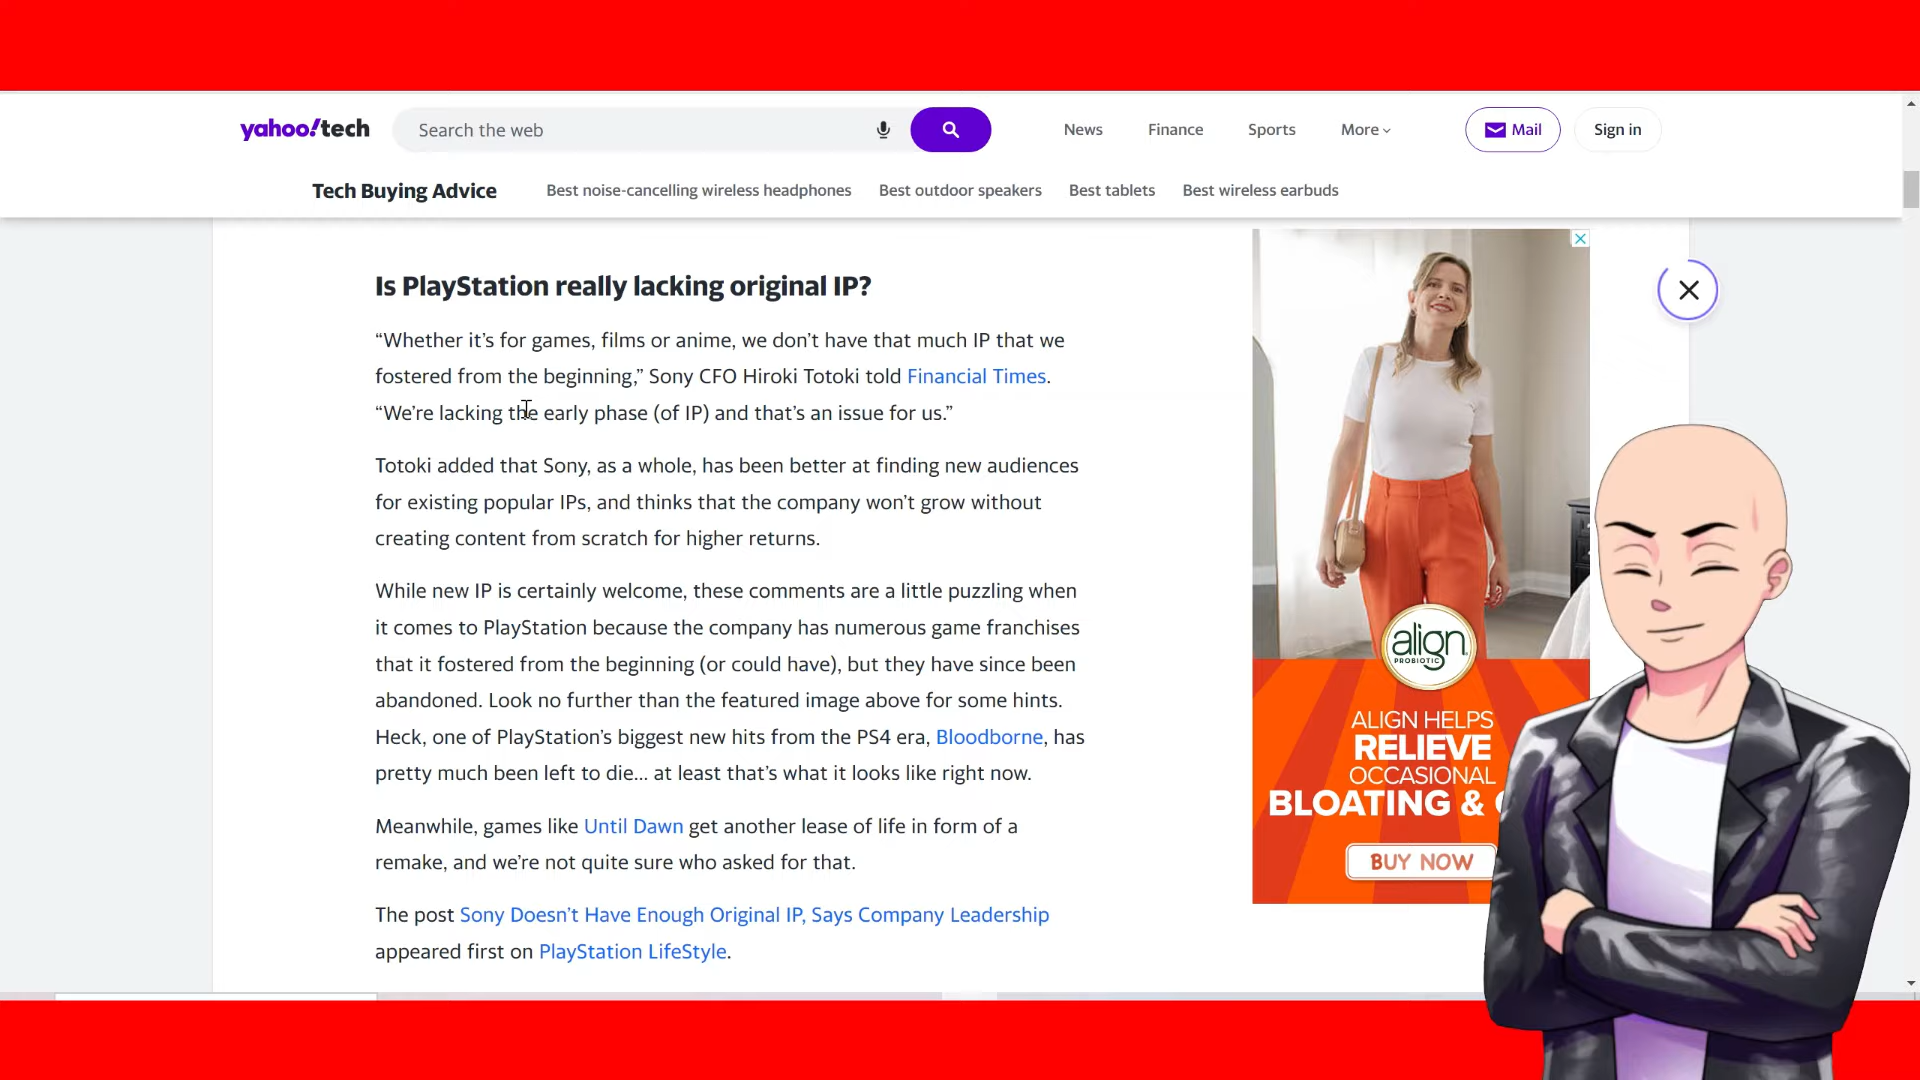 yahoo!tech
Search the web
News
Finance
Sports
More
Mail
Sign in
Tech Buying Advice
Best noise-cancelling wireless headphones
Best outdoor speakers
Best tablets
Best wireless earbuds
Is PlayStation really lacking original IP?
“Whether it’s for games, films or anime, we don’t have that much IP that we
fostered from the beginning,” Sony CFO Hiroki Totoki told Financial Times.
“We’re lacking the early phase (of IP) and that’s an issue for us.”
Totoki added that Sony, as a whole, has been better at finding new audiences
for existing popular IPs, and thinks that the company won’t grow without
creating content from scratch for higher returns.
While new IP is certainly welcome, these comments are a little puzzling when
it comes to PlayStation because the company has numerous game franchises
that it fostered from the beginning (or could have), but they have since been
abandoned. Look no further than the featured image above for some hints.
Heck, one of PlayStation’s biggest new hits from the PS4 era, Bloodborne, has
pretty much been left to die… at least that’s what it looks like right now.
Meanwhile, games like Until Dawn get another lease of life in form of a
remake, and we’re not quite sure who asked for that.
The post Sony Doesn’t Have Enough Original IP, Says Company Leadership
appeared first on PlayStation LifeStyle.
align
PROBIOTIC
ALIGN HELPS
RELIEVE
OCCASIONAL
BLOATING &
BUY NOW